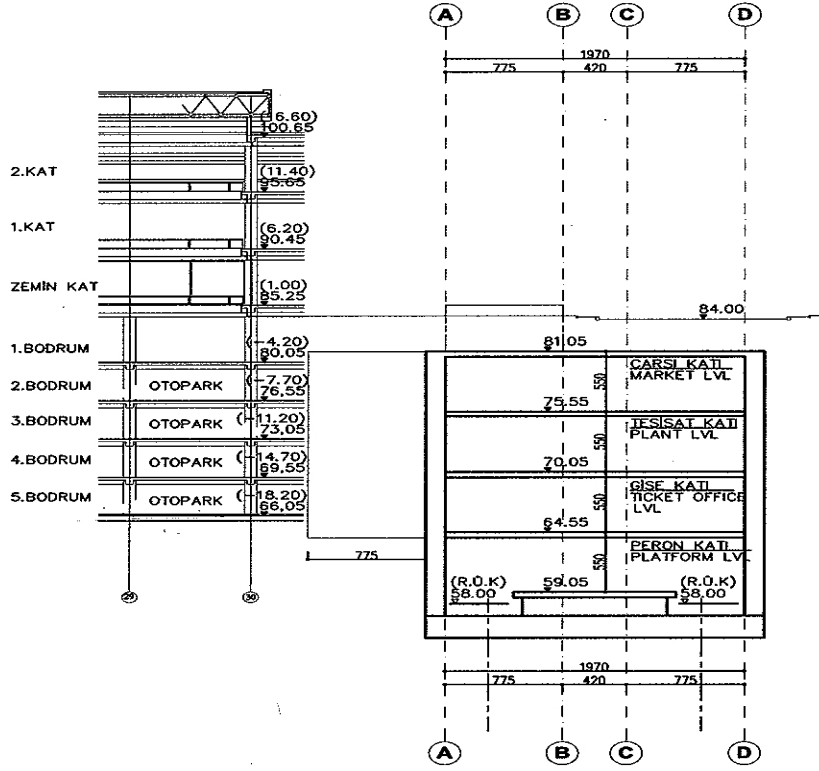 A B C D
1970
775 420 775
(16.60)
100.65
2.KAT
(11.40)
95.65
1.KAT
(6.20)
90.45
ZEMİN KAT
(1.00)
85.25
84.00
1.BODRUM
(-4.20)
80.05
2.BODRUM OTOPARK
(-7.70)
76,55
3.BODRUM OTOPARK
(-11.20)
73,05
4.BODRUM OTOPARK
(-14.70)
69,55
5.BODRUM OTOPARK
(-18.20)
66,05
29 30
775
81.05
ÇARŞI KATI
MARKET LVL
550
75.55
TESİSAT KATI
PLANT LVL
550
70.05
GİŞE KATI
TICKET OFFICE
LVL
550
64.55
PERON KATI
PLATFORM LVL
550
(R.Ü.K)
58.00
59.05
(R.Ü.K)
58.00
1970
775 420 775
A B C D